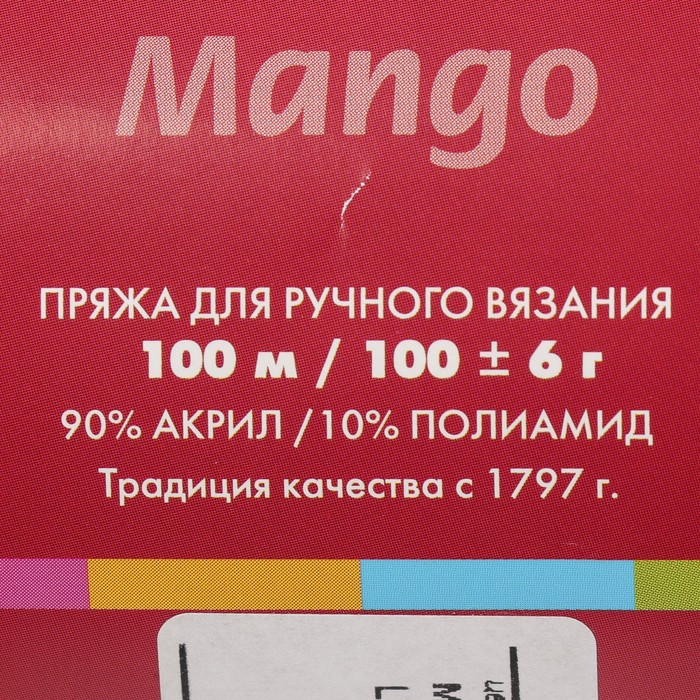 Mango
ПРЯЖА ДЛЯ РУЧНОГО ВЯЗАНИЯ
100 м / 100 ± 6 г
90% АКРИЛ /10% ПОЛИАМИД
Традиция качества с 1797 г.